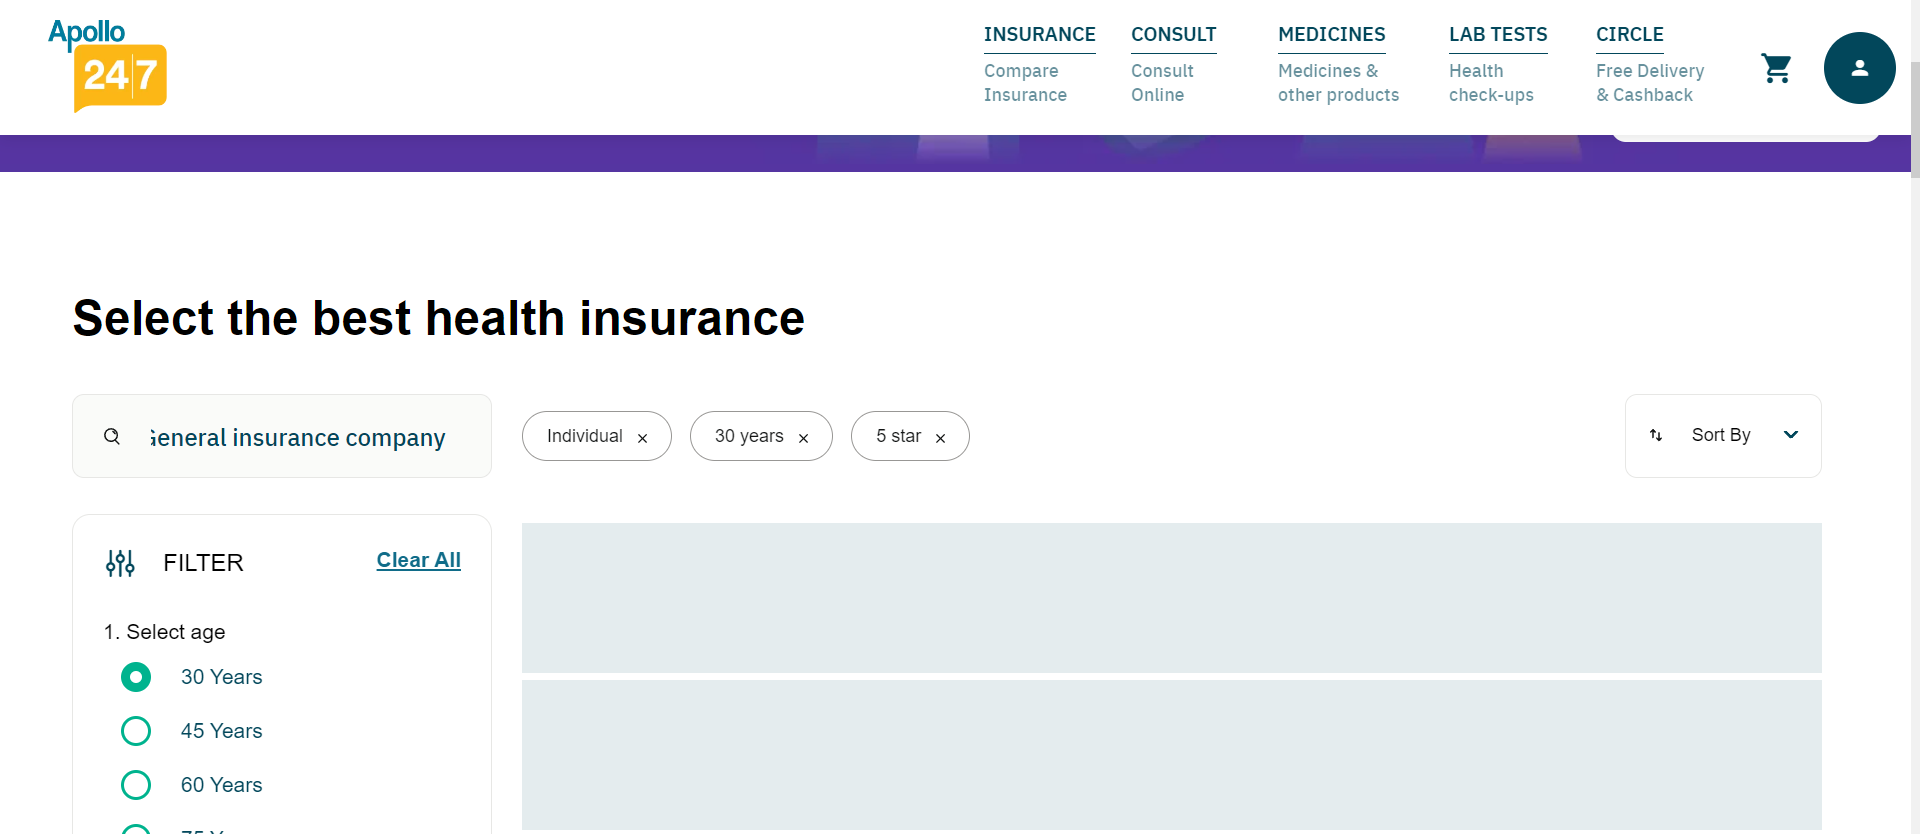 Apollo
24|7
INSURANCE
Compare
Insurance
CONSULT
Consult
Online
MEDICINES
Medicines &
other products
LAB TESTS
Health
check-ups
CIRCLE
Free Delivery
& Cashback
Select the best health insurance
General insurance company
Individual ×
30 years ×
5 star ×
Sort By
FILTER
Clear All
1. Select age
30 Years
45 Years
60 Years